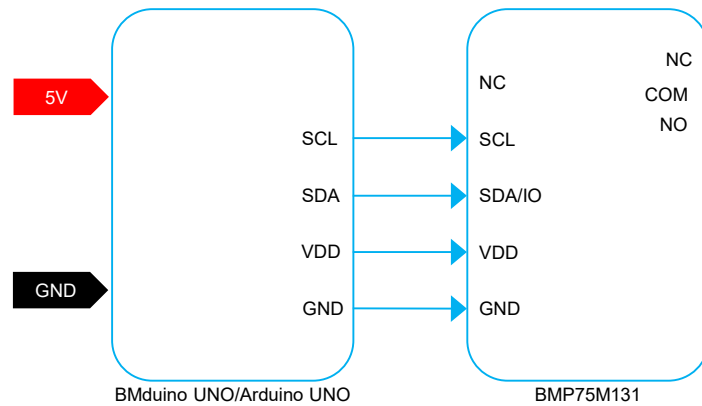 5V
GND
SCL
SDA
VDD
GND
BMduino UNO/Arduino UNO
NC
SCL
SDA/IO
VDD
GND
NC
COM
NO
BMP75M131